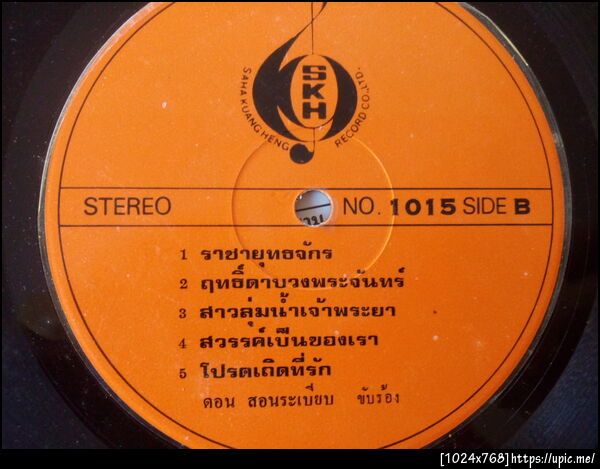 SKH
SAHA KUANG HENG RECORD CO.,LTD.
STEREO NO. 1015 SIDE B
1 ราชายุทธจักร
2 ฤทธิ์ดาบวงพระจันทร์
3 สาวลุ่มน้ำเจ้าพระยา
4 สวรรค์เป็นของเรา
5 โปรดเถิดที่รัก
ดอน สอนระเบียบ ขับร้อง
[1024x768]https://upic.me/